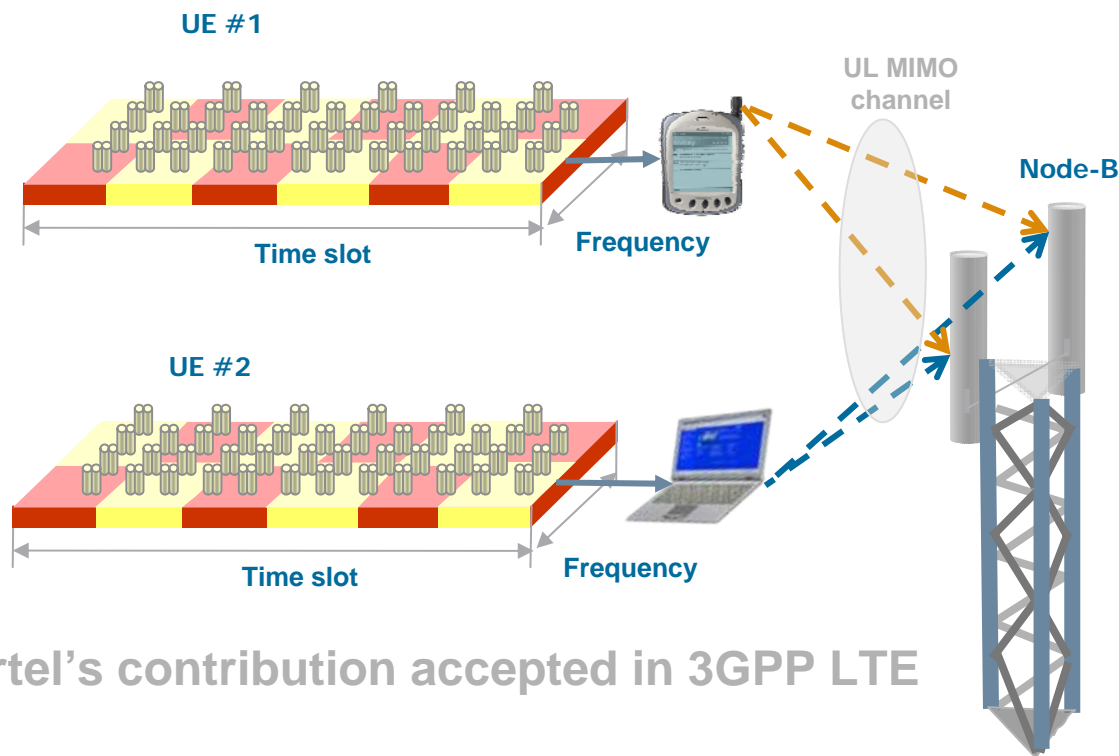 UE #1
UL MIMO
channel
Node-B
Time slot
Frequency
UE #2
Time slot
Frequency
rtel's contribution accepted in 3GPP LTE